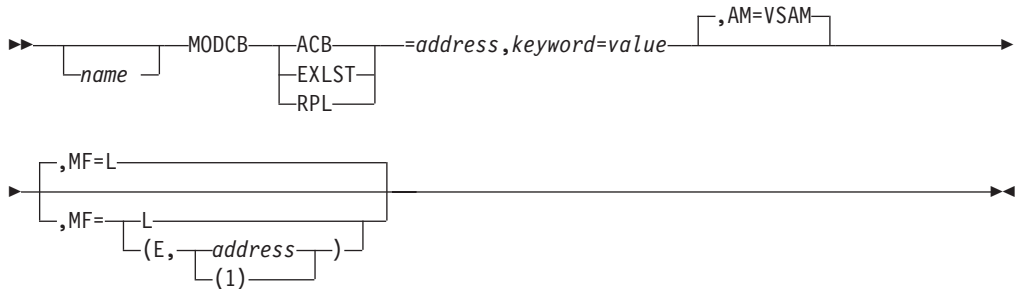 ,AM=VSAM
name MODCB ACB =address,keyword=value
EXLST
RPL
,MF=L
,MF= L
(E, address )
(1)